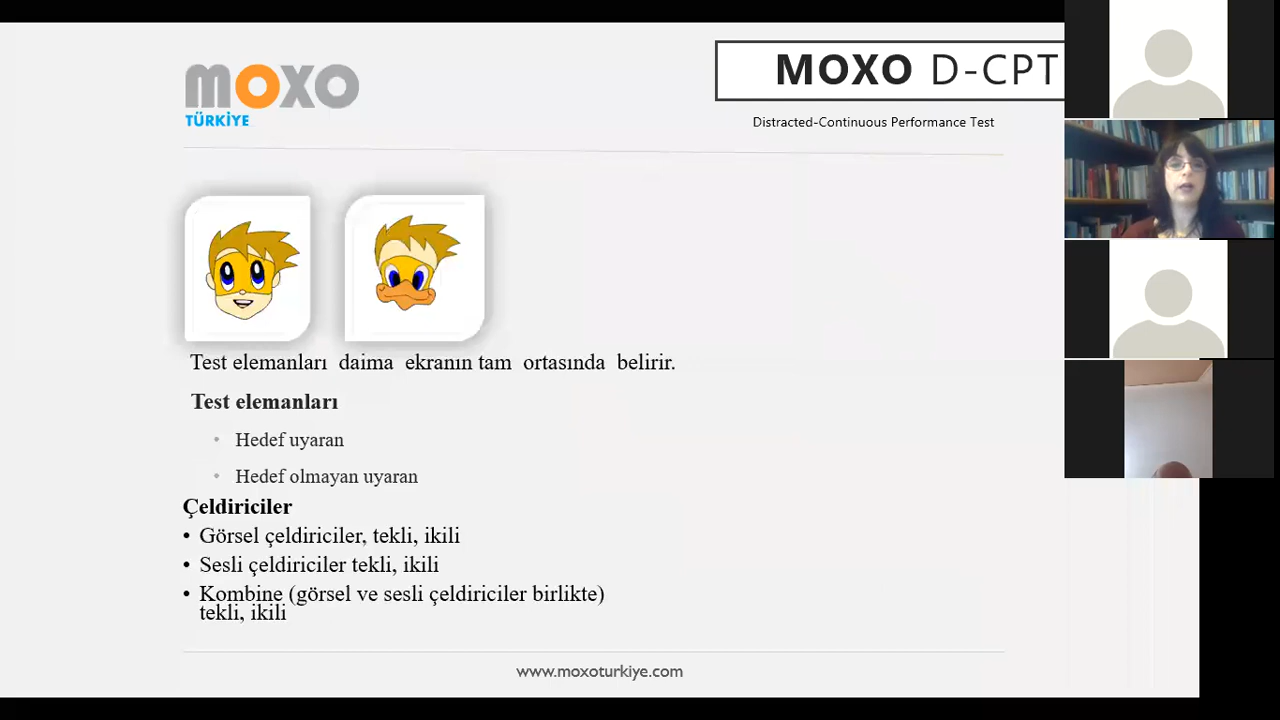 moxo
TÜRKİYE
MOXO D-CPT
Distracted-Continuous Performance Test
Test elemanları daima ekranın tam ortasında belirir.
Test elemanları
• Hedef uyaran
• Hedef olmayan uyaran
Çeldiriciler
• Görsel çeldiriciler, tekli, ikili
• Sesli çeldiriciler tekli, ikili
• Kombine (görsel ve sesli çeldiriciler birlikte)
tekli, ikili
www.moxoturkiye.com